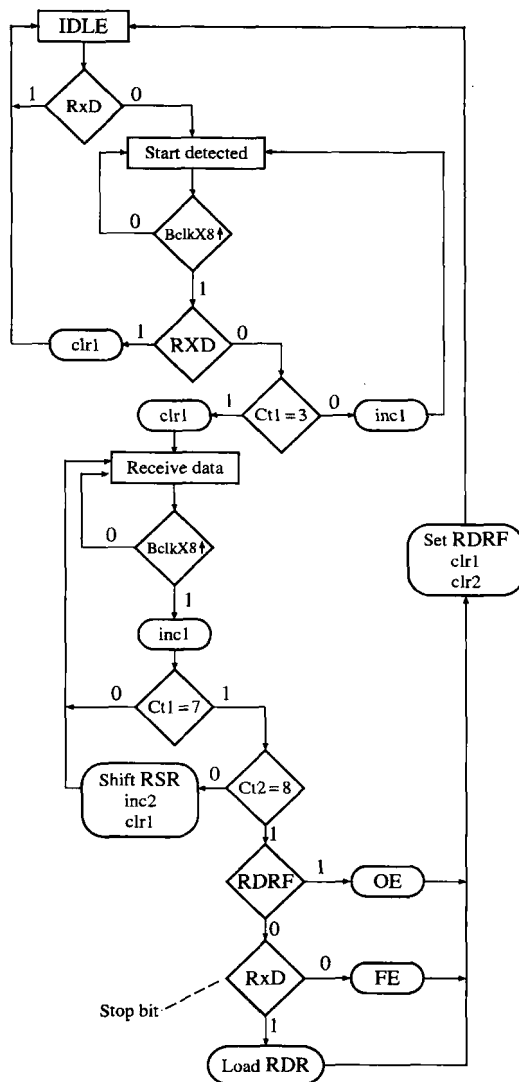 IDLE
1
RxD
0
Start detected
0
BclkX8↑
1
clr1
1
RXD
0
clr1
1
Ct1 = 3
0
inc1
Receive data
0
BclkX8↑
1
Set RDRF
clr1
clr2
inc1
0
Ct1 = 7
1
Shift RSR
inc2
clr1
0
Ct2 = 8
1
RDRF
1
OE
0
RxD
0
FE
Stop bit
1
Load RDR